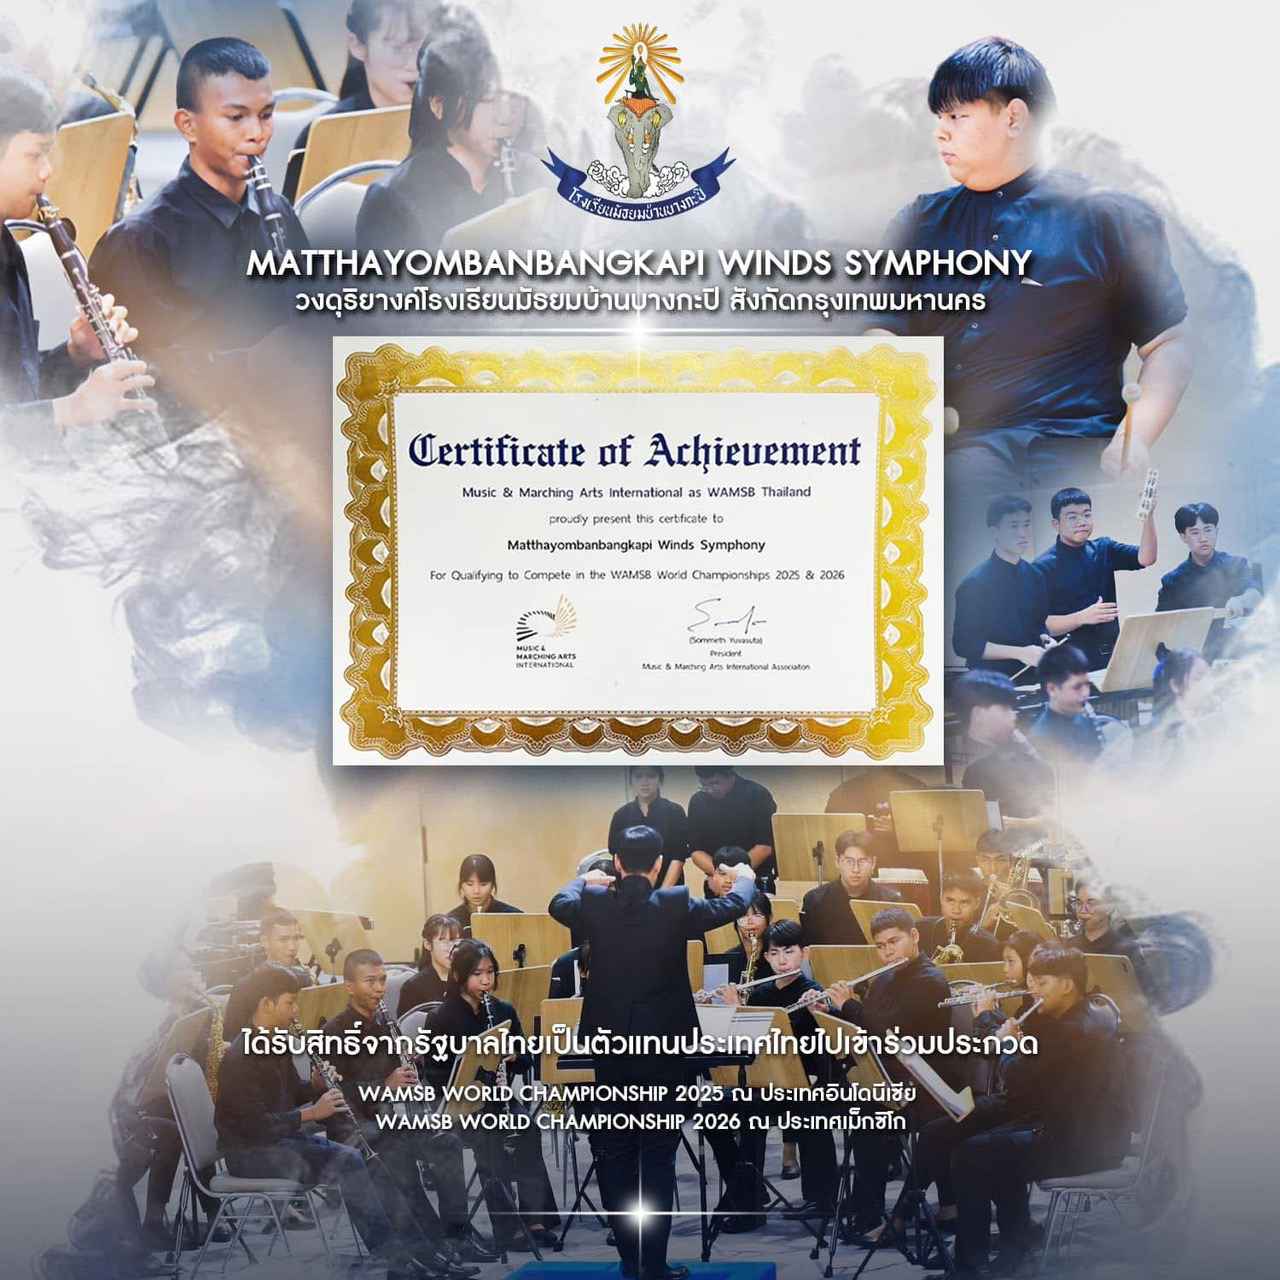 โรงเรียนมัธยมบ้านบางกะปิ
MATTHAYOMBANBANGKAPI WINDS SYMPHONY
วงดุริยางค์โรงเรียนมัธยมบ้านบางกะปิ สังกัดกรุงเทพมหานคร
Certificate of Achievement
Music & Marching Arts International as WAMSB Thailand
proudly present this certificate to
Matthayombanbangkapi Winds Symphony
For Qualifying to Compete in the WAMSB World Championships 2025 & 2026
MUSIC &
MARCHING ARTS
INTERNATIONAL
(Sommeth Yuvasuta)
President
Music & Marching Arts International Association
ได้รับสิทธิ์จากรัฐบาลไทยเป็นตัวแทนประเทศไทยไปเข้าร่วมประกวด
WAMSB WORLD CHAMPIONSHIP 2025 ณ ประเทศอินโดนีเซีย
WAMSB WORLD CHAMPIONSHIP 2026 ณ ประเทศเม็กซิโก